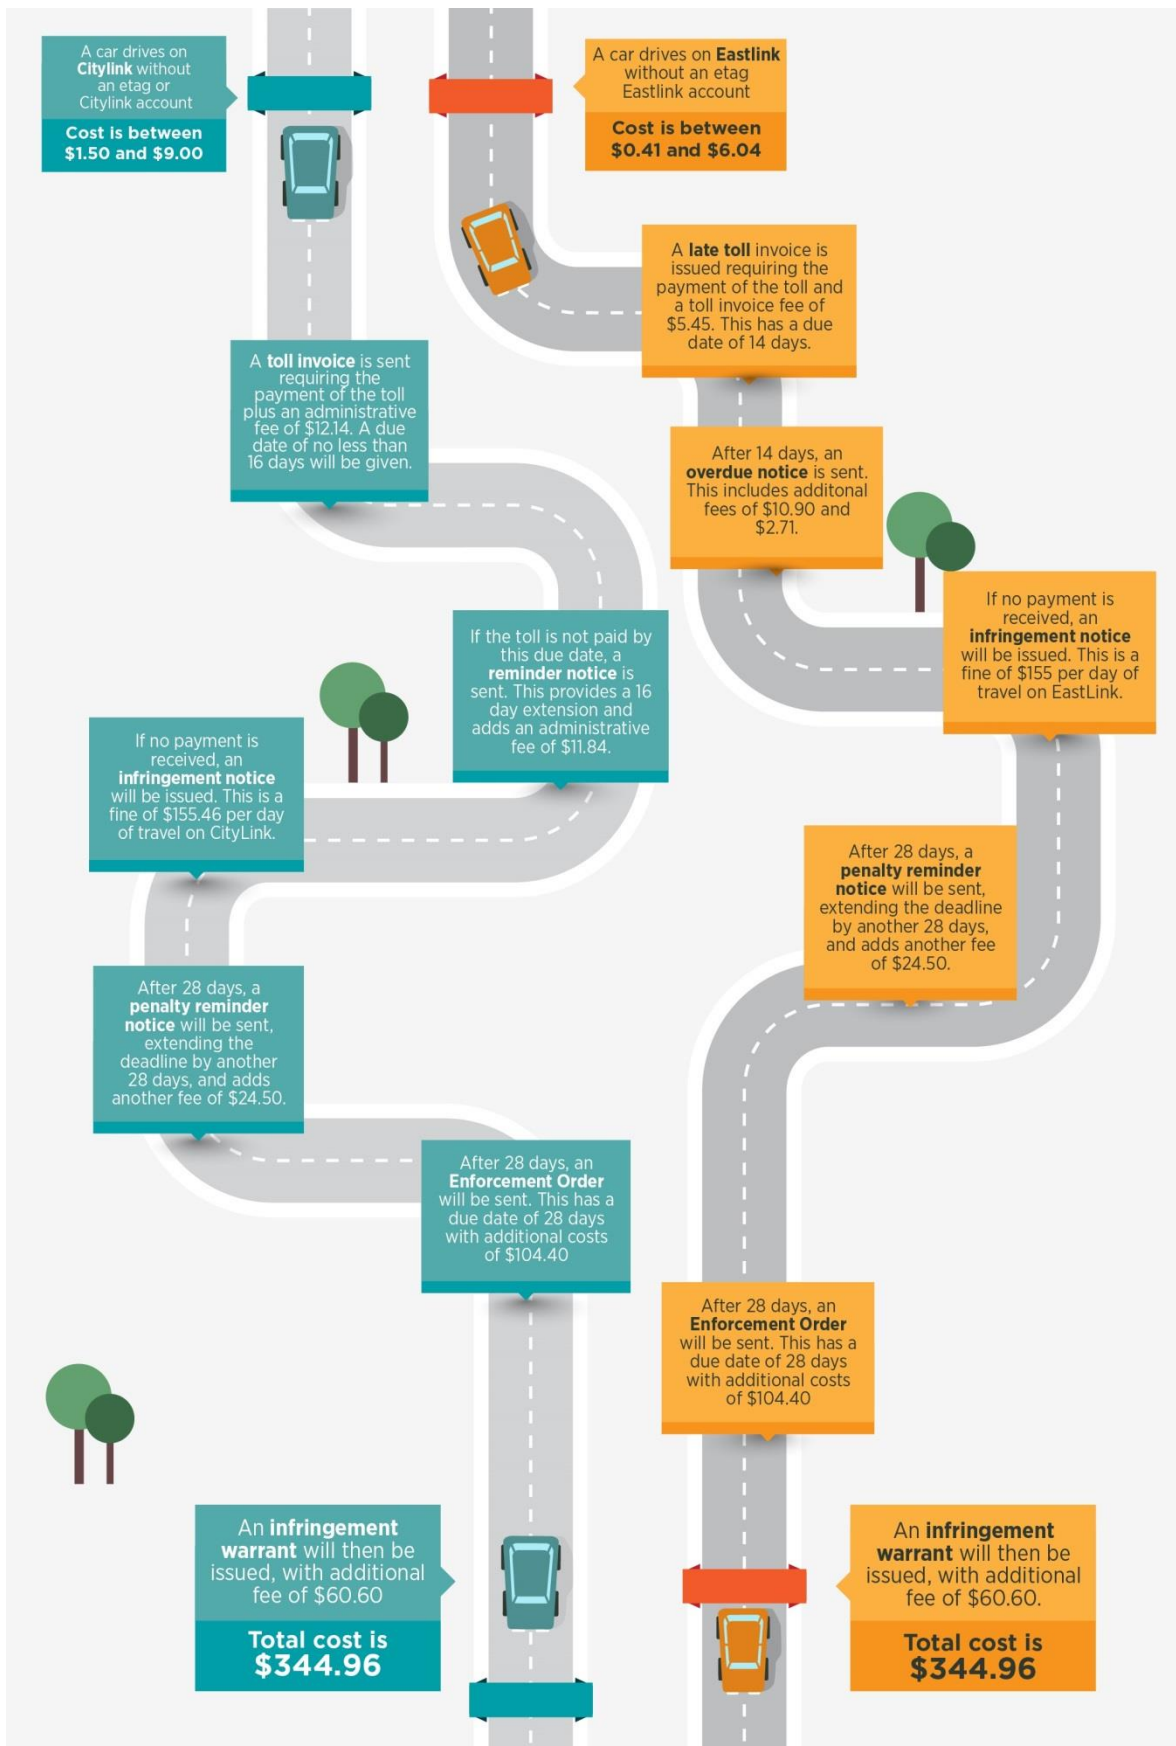 A car drives on
Citylink without
an etag or
Citylink account
Cost is between
$1.50 and $9.00
A car drives on Eastlink
without an etag
Eastlink account
Cost is between
$0.41 and $6.04
A late toll invoice is
issued requiring the
payment of the toll and
a toll invoice fee of
$5.45. This has a due
date of 14 days.
A toll invoice is sent
requiring the
payment of the toll
plus an administrative
fee of $12.14. A due
date of no less than
16 days will be given.
After 14 days, an
overdue notice is sent.
This includes additonal
fees of $10.90 and
$2.71.
If no payment is
received, an
infringement notice
will be issued. This is a
fine of $155 per day of
travel on EastLink.
If the toll is not paid by
this due date, a
reminder notice is
sent. This provides a 16
day extension and
adds an administrative
fee of $11.84.
If no payment is
received, an
infringement notice
will be issued. This is a
fine of $155.46 per day
of travel on CityLink.
After 28 days, a
penalty reminder
notice will be sent,
extending the deadline
by another 28 days,
and adds another fee
of $24.50.
After 28 days, a
penalty reminder
notice will be sent,
extending the
deadline by another
28 days, and adds
another fee of $24.50.
After 28 days, an
Enforcement Order
will be sent. This has a
due date of 28 days
with additional costs
of $104.40
After 28 days, an
Enforcement Order
will be sent. This has a
due date of 28 days
with additional costs
of $104.40
An infringement
warrant will then be
issued, with additional
fee of $60.60
Total cost is
$344.96
An infringement
warrant will then be
issued, with additional
fee of $60.60.
Total cost is
$344.96